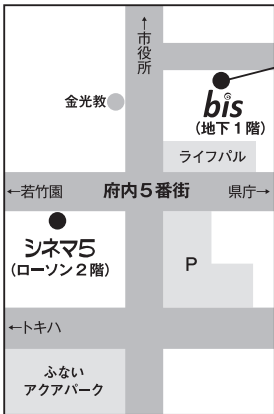 ↑市役所
金光教
bis
(地下1階)
ライフパル
←若竹園
府内5番街
県庁→
シネマ5
(ローソン2階)
P
←トキハ
ふない
アクアパーク